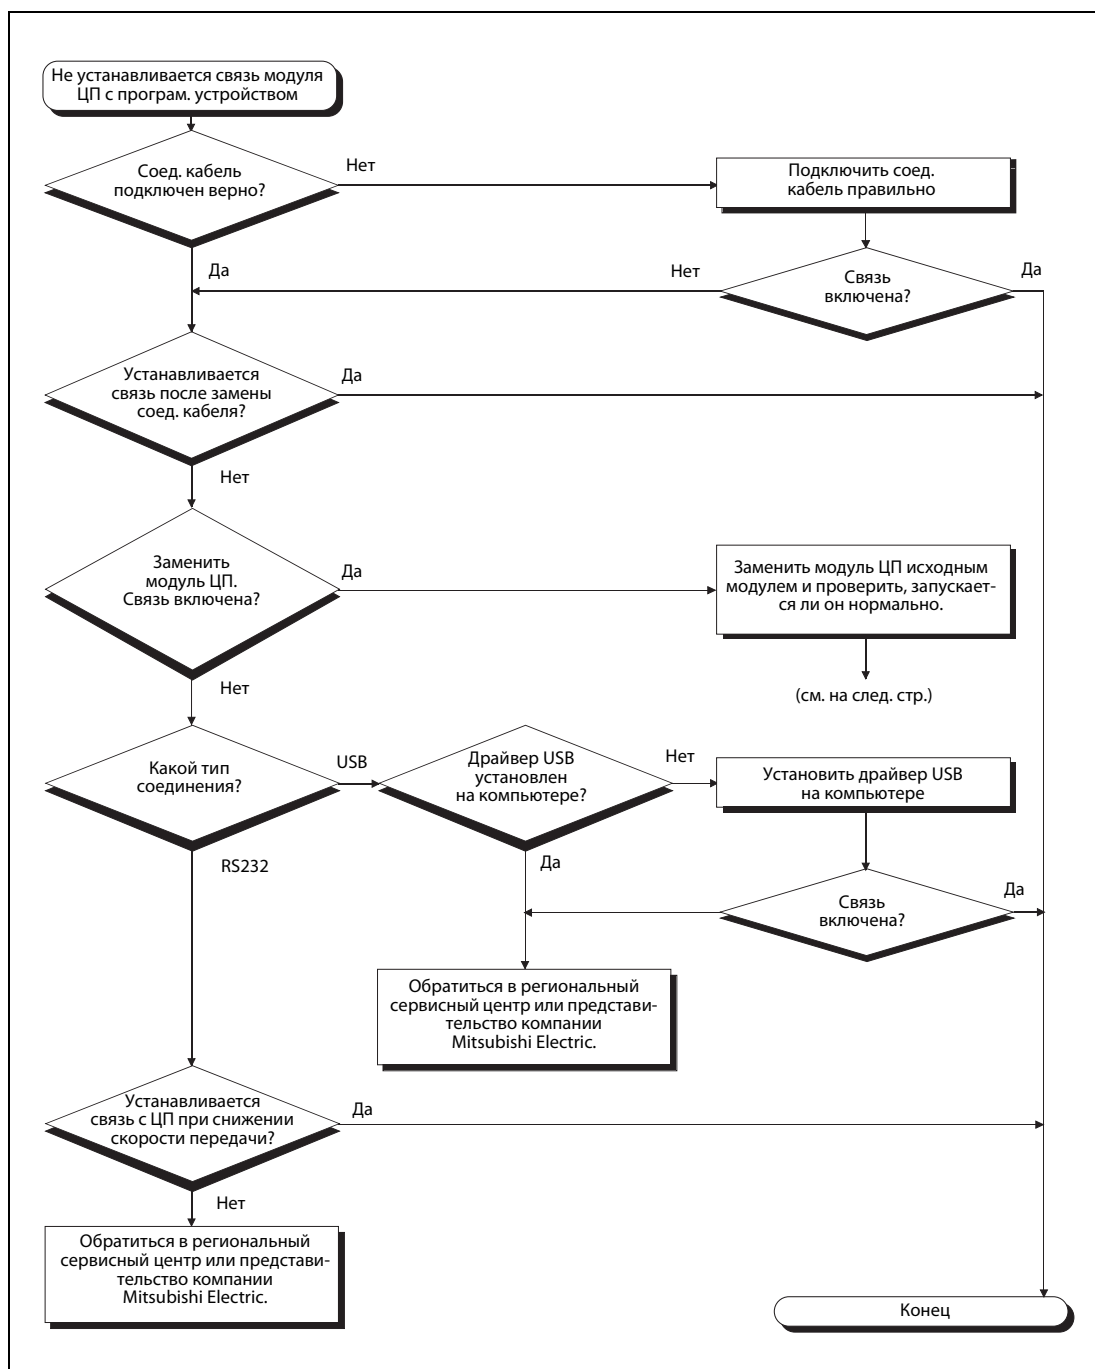 Не устанавливается связь модуля
ЦП с програм. устройством
Соед. кабель
подключен верно?
Нет
Подключить соед.
кабель правильно
Да
Нет
Связь
включена?
Да
Устанавливается
связь после замены
соед. кабеля?
Да
Нет
Заменить
модуль ЦП.
Связь включена?
Да
Заменить модуль ЦП исходным
модулем и проверить, запускает-
ся ли он нормально.
Нет
(см. на след. стр.)
Какой тип
соединения?
USB
Драйвер USB
установлен
на компьютере?
Нет
Установить драйвер USB
на компьютере
RS232
Да
Связь
включена?
Да
Обратиться в региональный
сервисный центр или представи-
тельство компании
Mitsubishi Electric.
Устанавливается
связь с ЦП при снижении
скорости передачи?
Да
Нет
Обратиться в региональный
сервисный центр или представи-
тельство компании
Mitsubishi Electric.
Конец